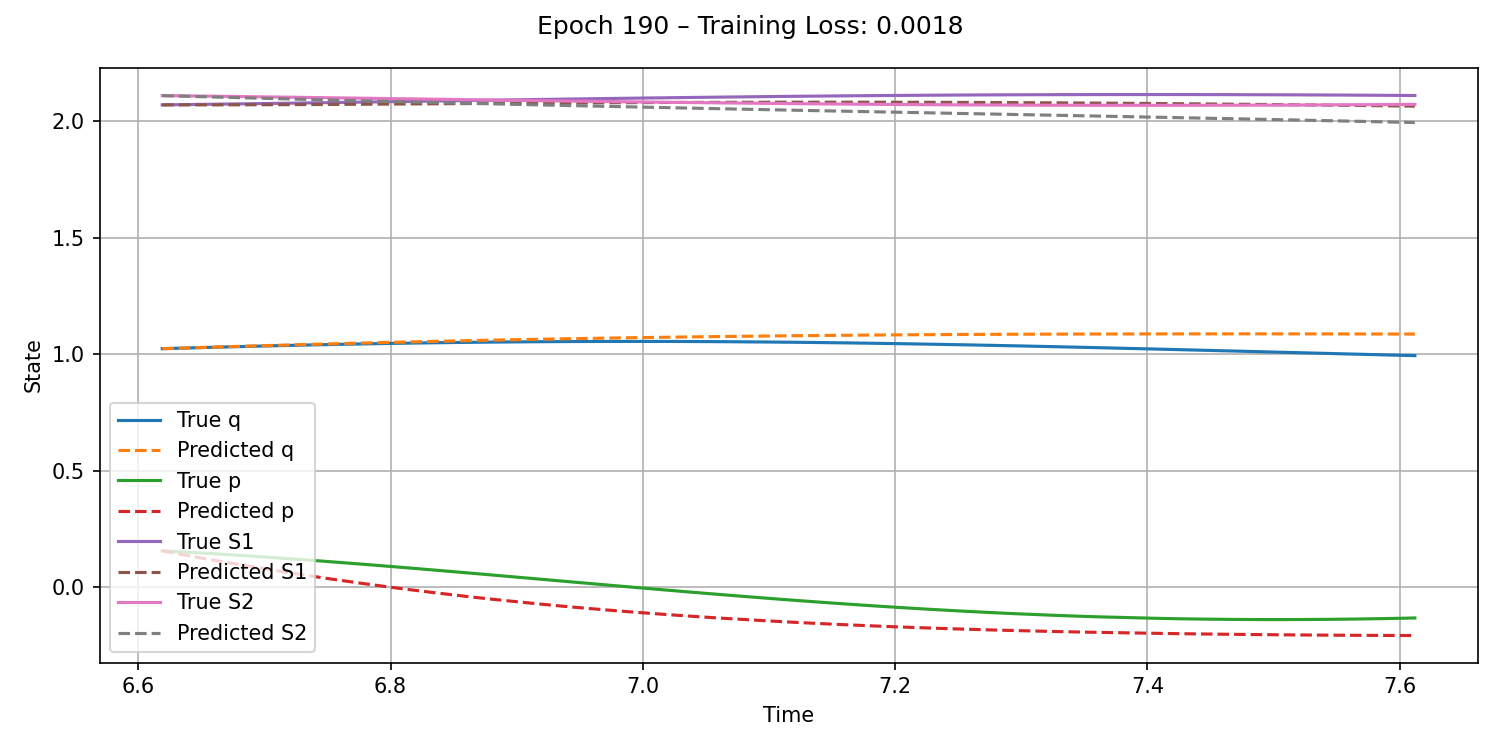 Epoch 190 – Training Loss: 0.0018
2.0
1.5
1.0
0.5
0.0
State
True q
Predicted q
True p
Predicted p
True S1
Predicted S1
True S2
Predicted S2
6.6 6.8 7.0 7.2 7.4 7.6
Time